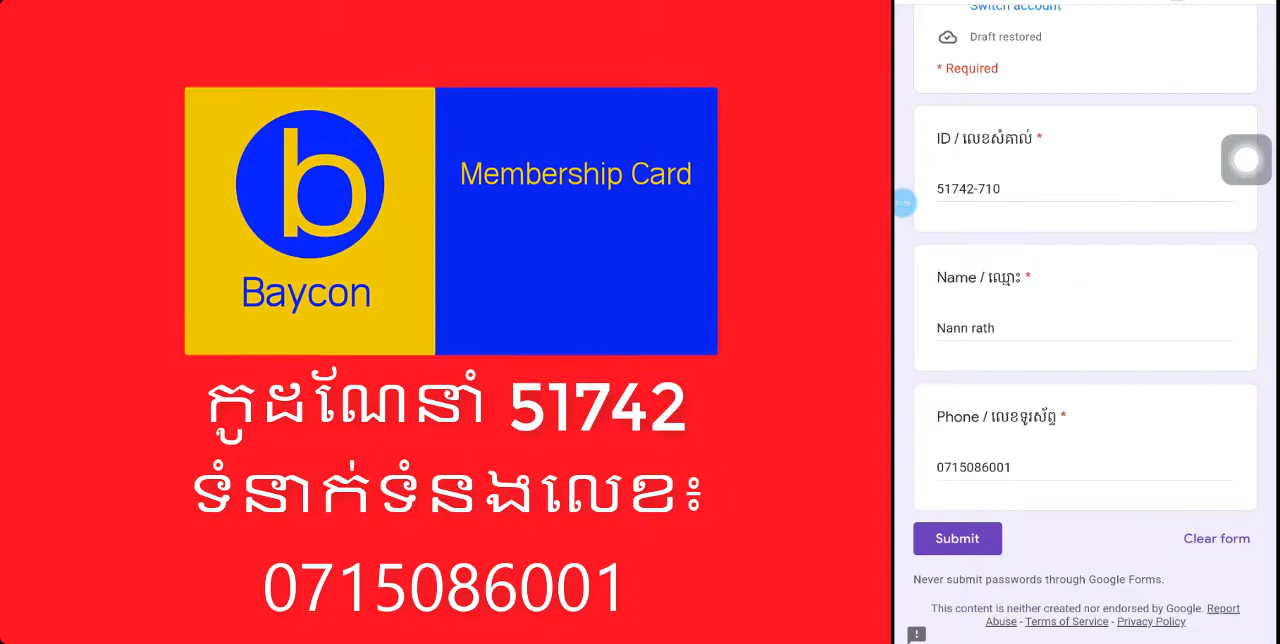 b
Baycon
Membership Card
កូដណែនាំ 51742
ទំនាក់ទំនងលេខ៖
0715086001
Switch account
Draft restored
* Required
ID / លេខសំគាល់ *
51742-710
Name / ឈ្មោះ *
Nann rath
Phone / លេខទូរស័ព្ទ *
0715086001
Submit
Clear form
Never submit passwords through Google Forms.
This content is neither created nor endorsed by Google. Report
Abuse - Terms of Service - Privacy Policy